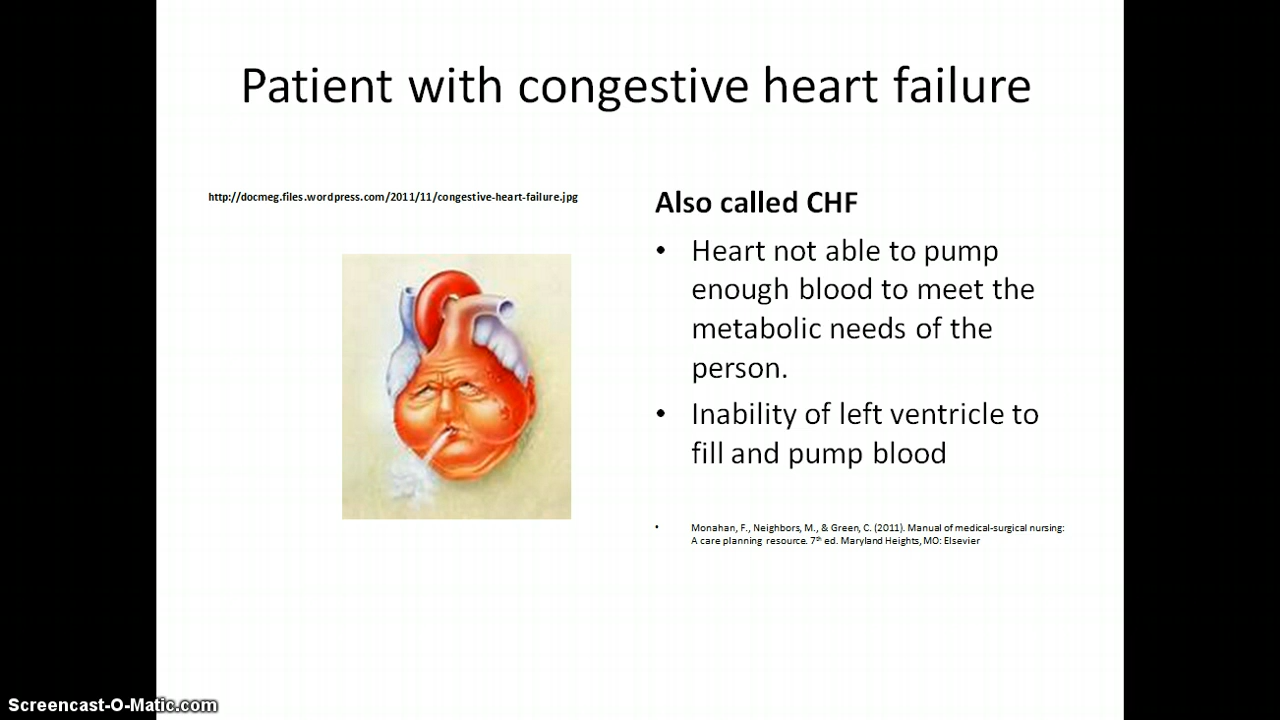 Patient with congestive heart failure
http://docmeg.files.wordpress.com/2011/11/congestive-heart-failure.jpg
Also called CHF
• Heart not able to pump
enough blood to meet the
metabolic needs of the
person.
• Inability of left ventricle to
fill and pump blood
• Monahan, F., Neighbors, M., & Green, C. (2011). Manual of medical-surgical nursing:
A care planning resource. 7th ed. Maryland Heights, MO: Elsevier
Screencast-O-Matic.com